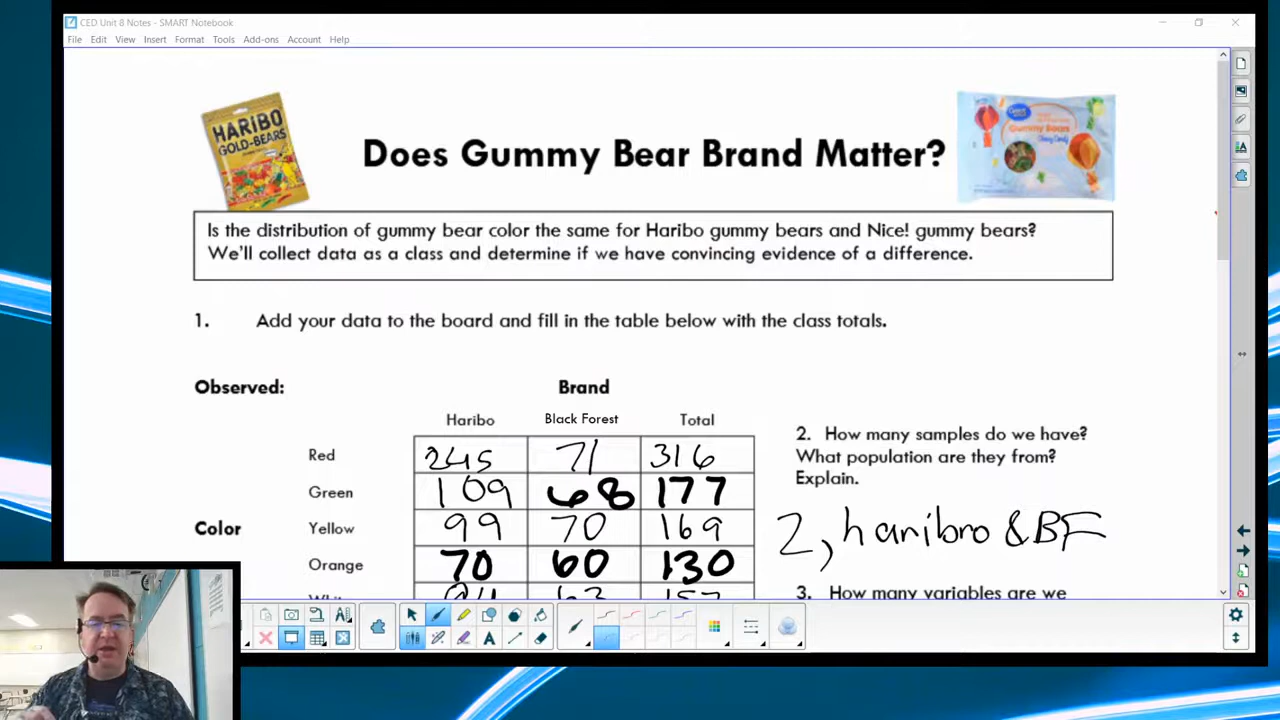 CED Unit 8 Notes - SMART Notebook
File Edit View Insert Format Tools Add-ons Account Help
HARIBO
GOLD-BEARS
Does Gummy Bear Brand Matter?
Great Value
Gummy Bears
Is the distribution of gummy bear color the same for Haribo gummy bears and Nice! gummy bears?
We'll collect data as a class and determine if we have convincing evidence of a difference.
1. Add your data to the board and fill in the table below with the class totals.
Observed: Brand
Haribo Black Forest Total
Red 245 71 316
Green 109 68 177
Color Yellow 99 70 169
Orange 70 60 130
2. How many samples do we have?
What population are they from?
Explain.
2, haribro & BF
3. How many variables are we